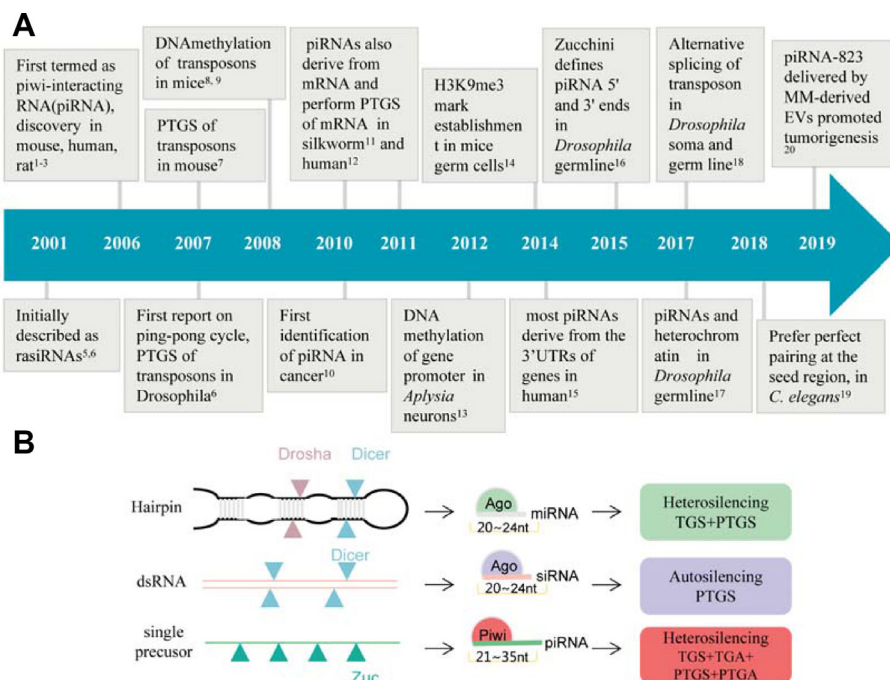 A
First termed as
piwi-interacting
RNA(piRNA),
discovery in
mouse, human,
rat1-3
DNAmethylation
of transposons
in mice8, 9
PTGS of
transposons
in mouse7
piRNAs also
derive from
mRNA and
perform PTGS
of mRNA in
silkworm11 and
human12
H3K9me3
mark
establishmen
t in mice
germ cells14
Zucchini
defines
piRNA 5'
and 3' ends
in
Drosophila
germline16
Alternative
splicing of
transposon
in
Drosophila
soma and
germ line18
piRNA-823
delivered by
MM-derived
EVs promoted
tumorigenesis
20
2001 2006 2007 2008 2010 2011 2012 2014 2015 2017 2018 2019
Initially
described as
rasiRNAs5,6
First report on
ping-pong cycle,
PTGS of
transposons in
Drosophila6
First
identification
of piRNA in
cancer10
DNA
methylation
of gene
promoter in
Aplysia
neurons13
most piRNAs
derive from the
3'UTRs of
genes in
human15
piRNAs and
heterochrom
atin in
Drosophila
germline17
Prefer perfect
pairing at the
seed region, in
C. elegans19
B
Drosha Dicer
Hairpin
Ago
miRNA
20~24nt
Heterosilencing
TGS+PTGS
Dicer
dsRNA
Ago
siRNA
20~24nt
Autosilencing
PTGS
single
precusor
Zuc
Piwi
piRNA
21~35nt
Heterosilencing
TGS+TGA+
PTGS+PTGA